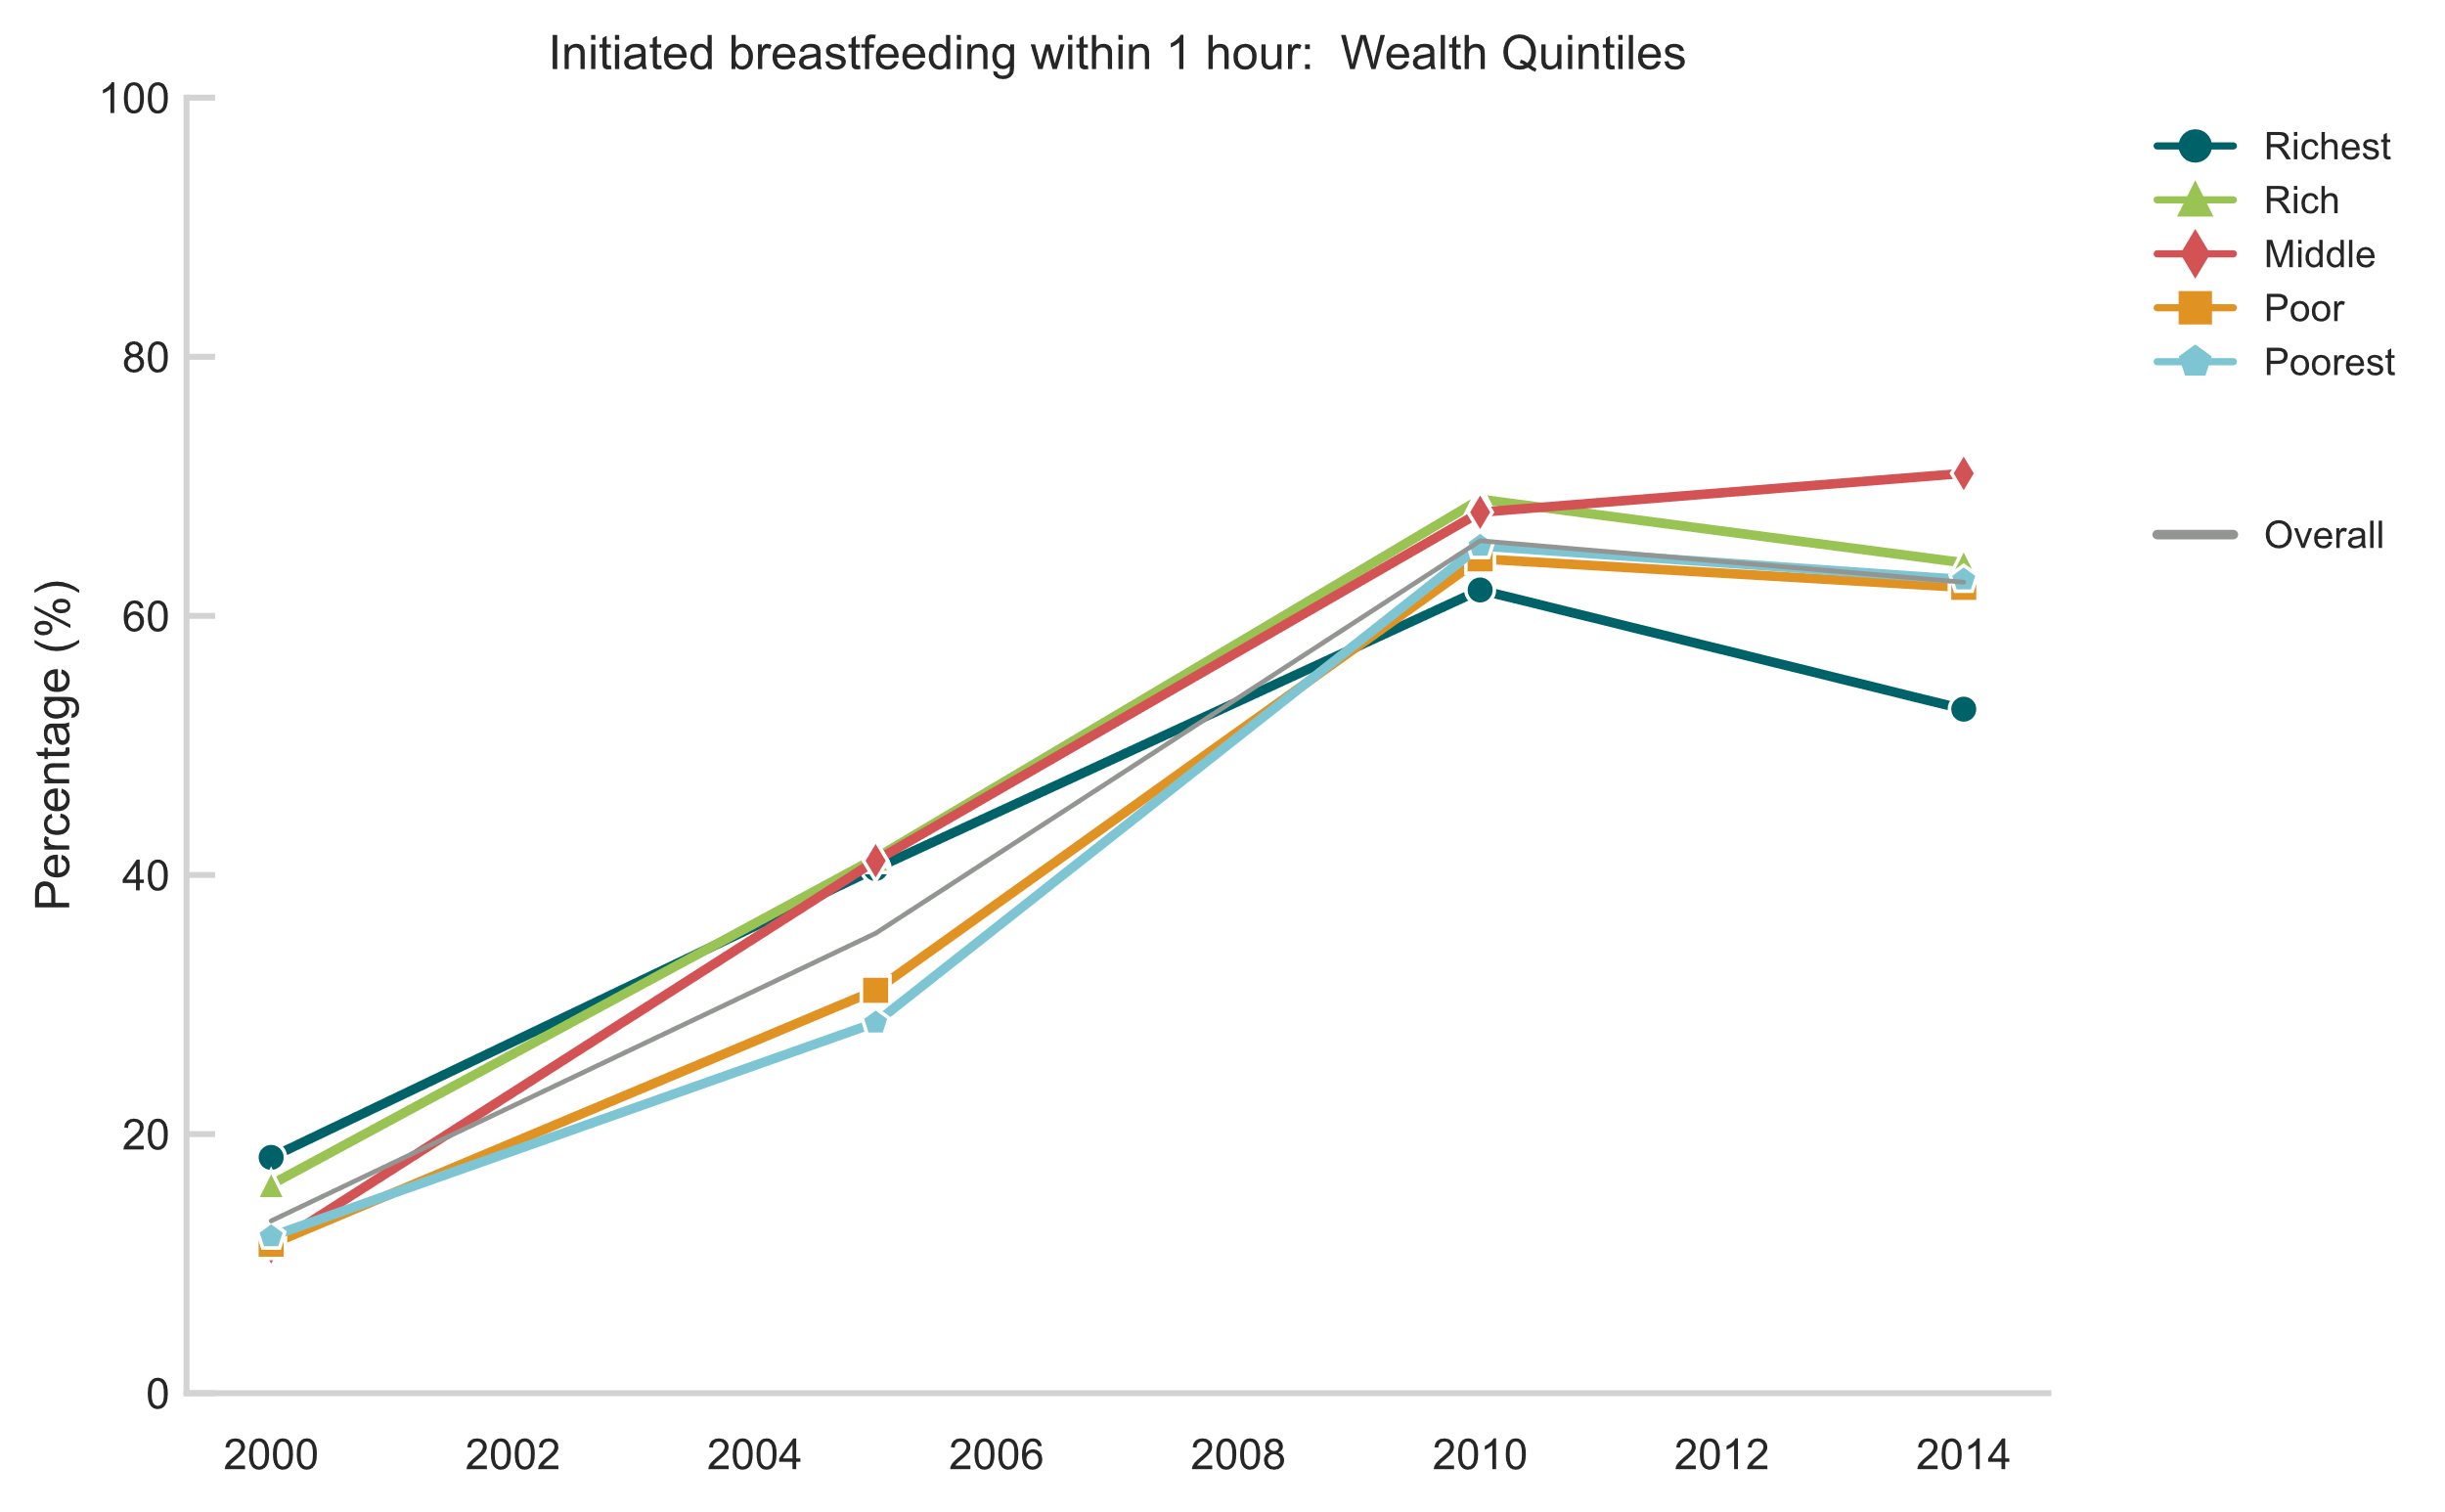 Initiated breastfeeding within 1 hour:  Wealth Quintiles
Percentage (%)
100
80
60
40
20
0
2000 2002 2004 2006 2008 2010 2012 2014
Richest
Rich
Middle
Poor
Poorest
Overall